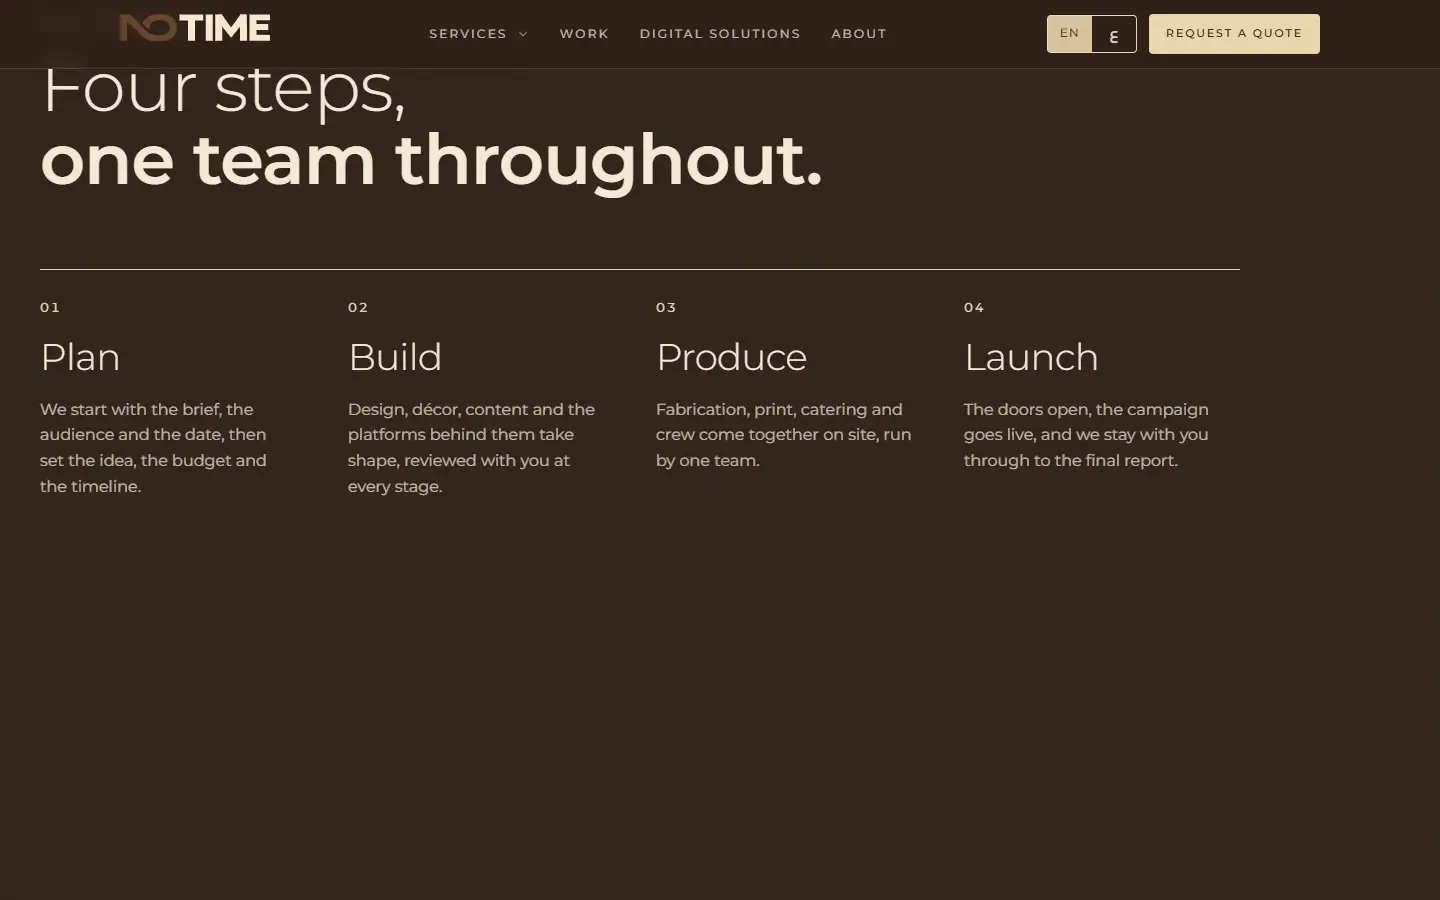 NO TIME
SERVICES
WORK
DIGITAL SOLUTIONS
ABOUT
EN
ع
REQUEST A QUOTE
Four steps,
one team throughout.
01
Plan
We start with the brief, the
audience and the date, then
set the idea, the budget and
the timeline.
02
Build
Design, décor, content and the
platforms behind them take
shape, reviewed with you at
every stage.
03
Produce
Fabrication, print, catering and
crew come together on site, run
by one team.
04
Launch
The doors open, the campaign
goes live, and we stay with you
through to the final report.